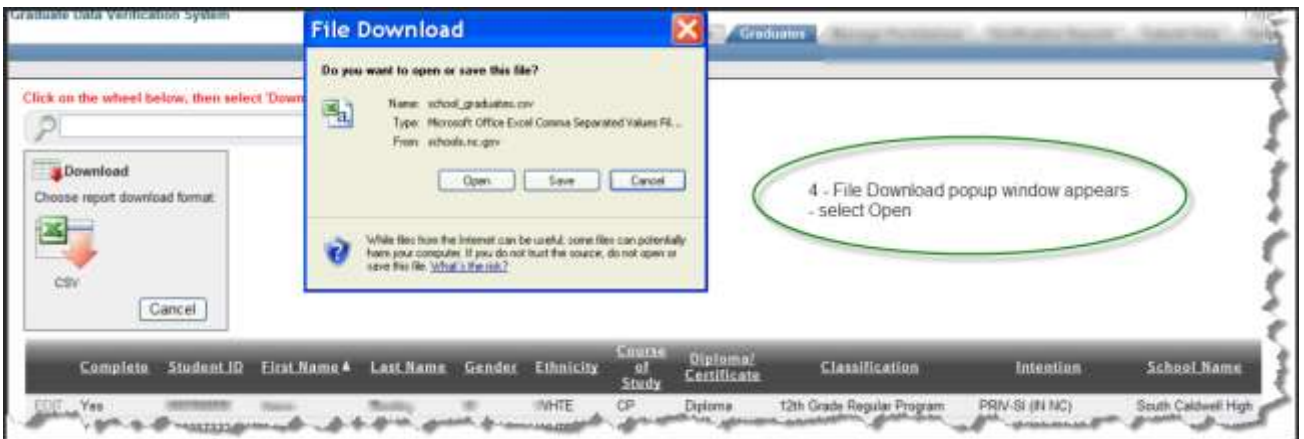 Graduate Data Verification System
File Download
Graduates
Do you want to open or save this file?
Name: school_graduates.csv
Type: Microsoft Office Excel Comma Separated Values Fil...
From: schools.nc.gov
Open Save Cancel
While files from the Internet can be useful, some files can potentially
harm your computer. If you do not trust the source, do not open or
save this file. What's the risk?
Click on the wheel below, then select 'Down
Download
Choose report download format:
CSV
Cancel
4 - File Download popup window appears
- select Open
Complete Student ID First Name Last Name Gender Ethnicity Course of Study Diploma/ Certificate Classification Intention School Name
EDIT Yes WHTE CP Diploma 12th Grade Regular Program PRIV-SI (IN NC) South Caldwell High